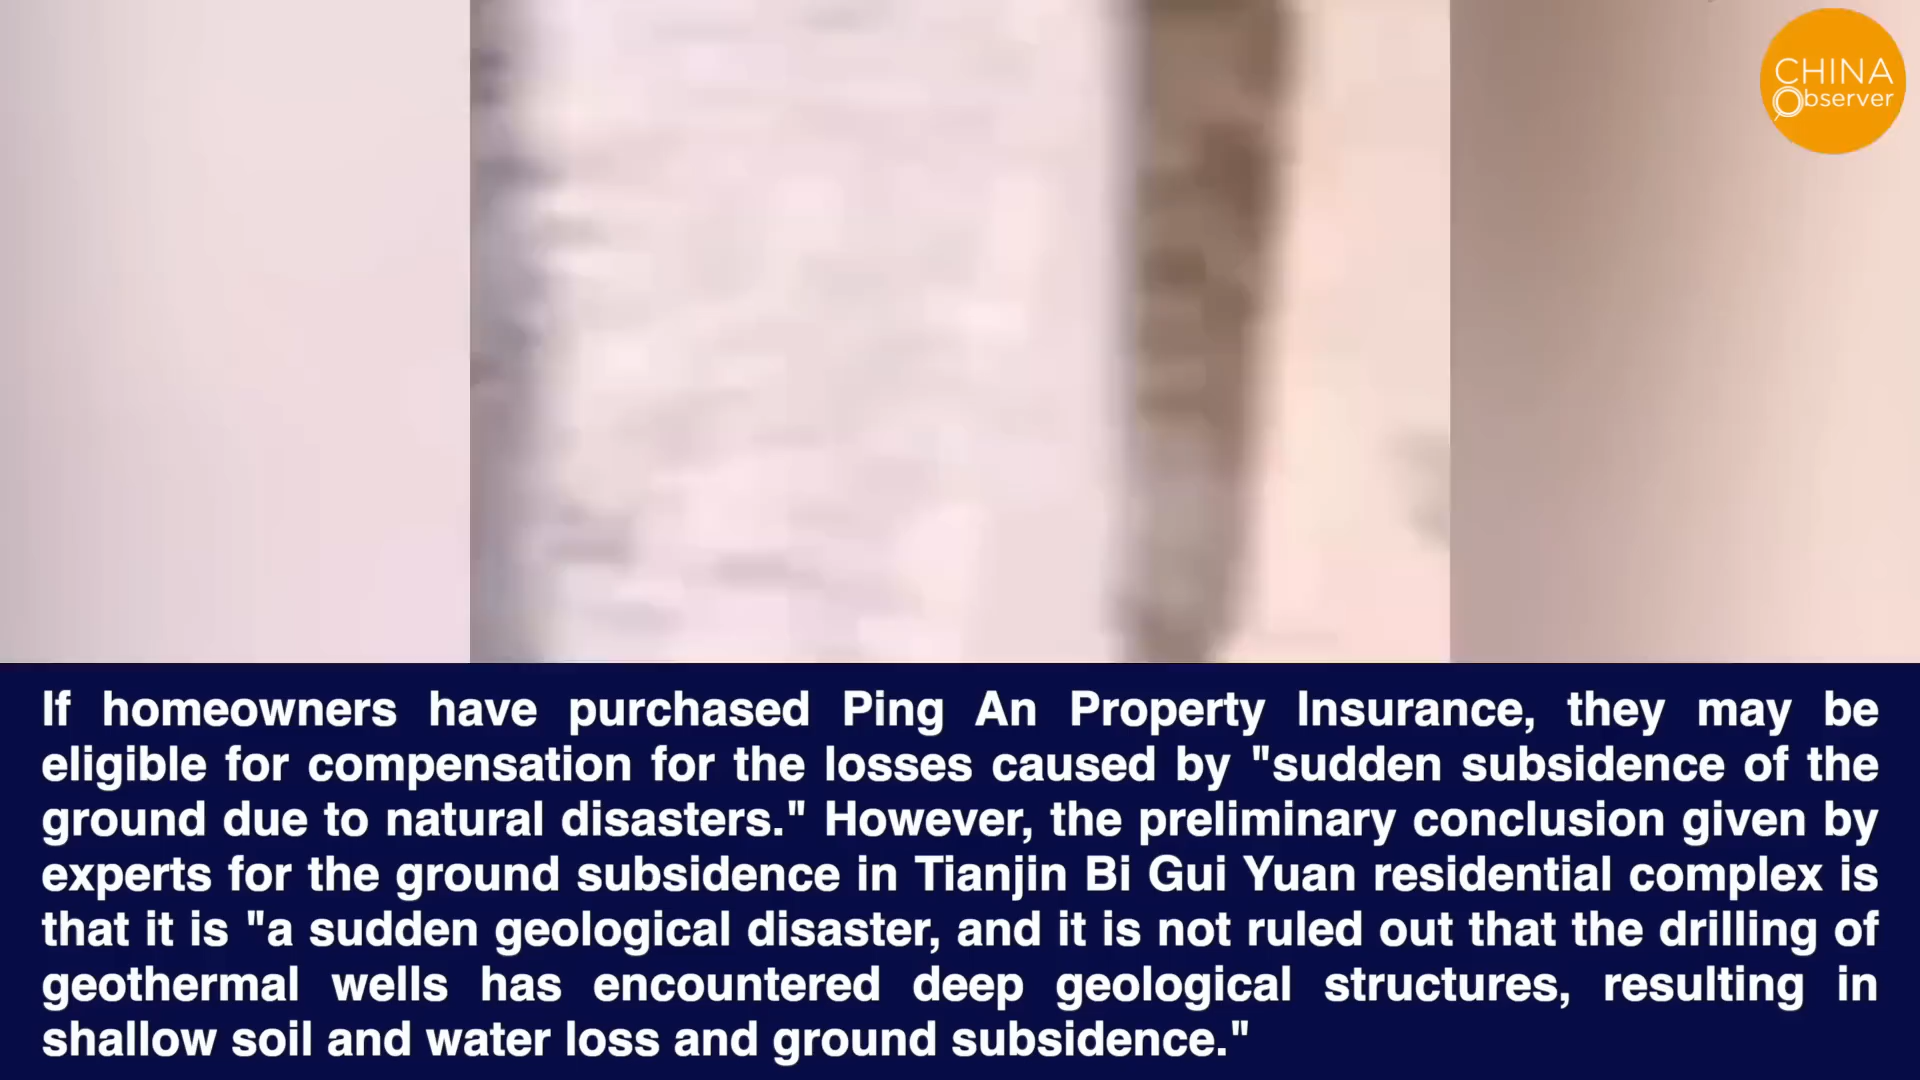 CHINA
Observer
If homeowners have purchased Ping An Property Insurance, they may be
eligible for compensation for the losses caused by "sudden subsidence of the
ground due to natural disasters." However, the preliminary conclusion given by
experts for the ground subsidence in Tianjin Bi Gui Yuan residential complex is
that it is "a sudden geological disaster, and it is not ruled out that the drilling of
geothermal wells has encountered deep geological structures, resulting in
shallow soil and water loss and ground subsidence."